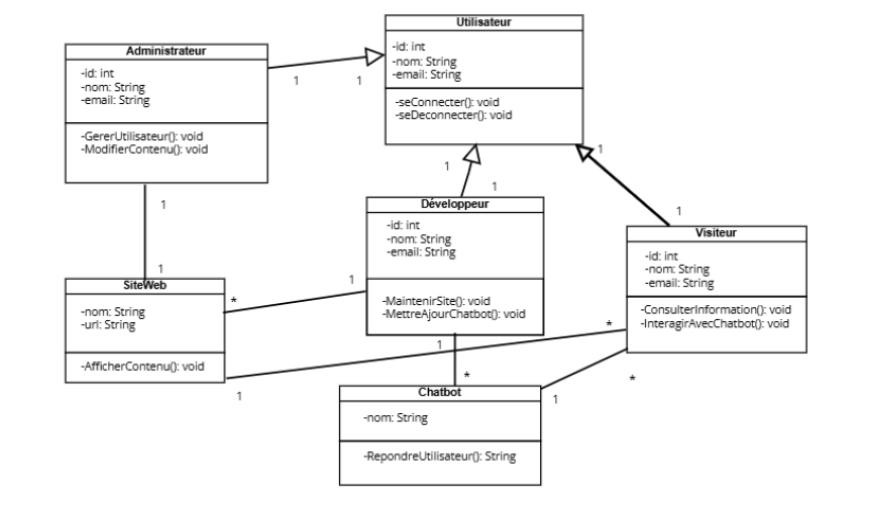 Utilisateur
-id: int
-nom: String
-email: String
-seConnecter(): void
-seDeconnecter(): void
Administrateur
-id: int
-nom: String
-email: String
-GererUtilisateur(): void
-ModifierContenu(): void
1
1
1
1
1
1
Développeur
-id: int
-nom: String
-email: String
-MaintenirSite(): void
-MettreAjourChatbot(): void
Visiteur
-id: int
-nom: String
-email: String
-ConsulterInformation(): void
-InteragirAvecChatbot(): void
1
1
SiteWeb
-nom: String
-url: String
-AfficherContenu(): void
*
1
*
1
1
*
*
1
Chatbot
-nom: String
-RepondreUtilisateur(): String